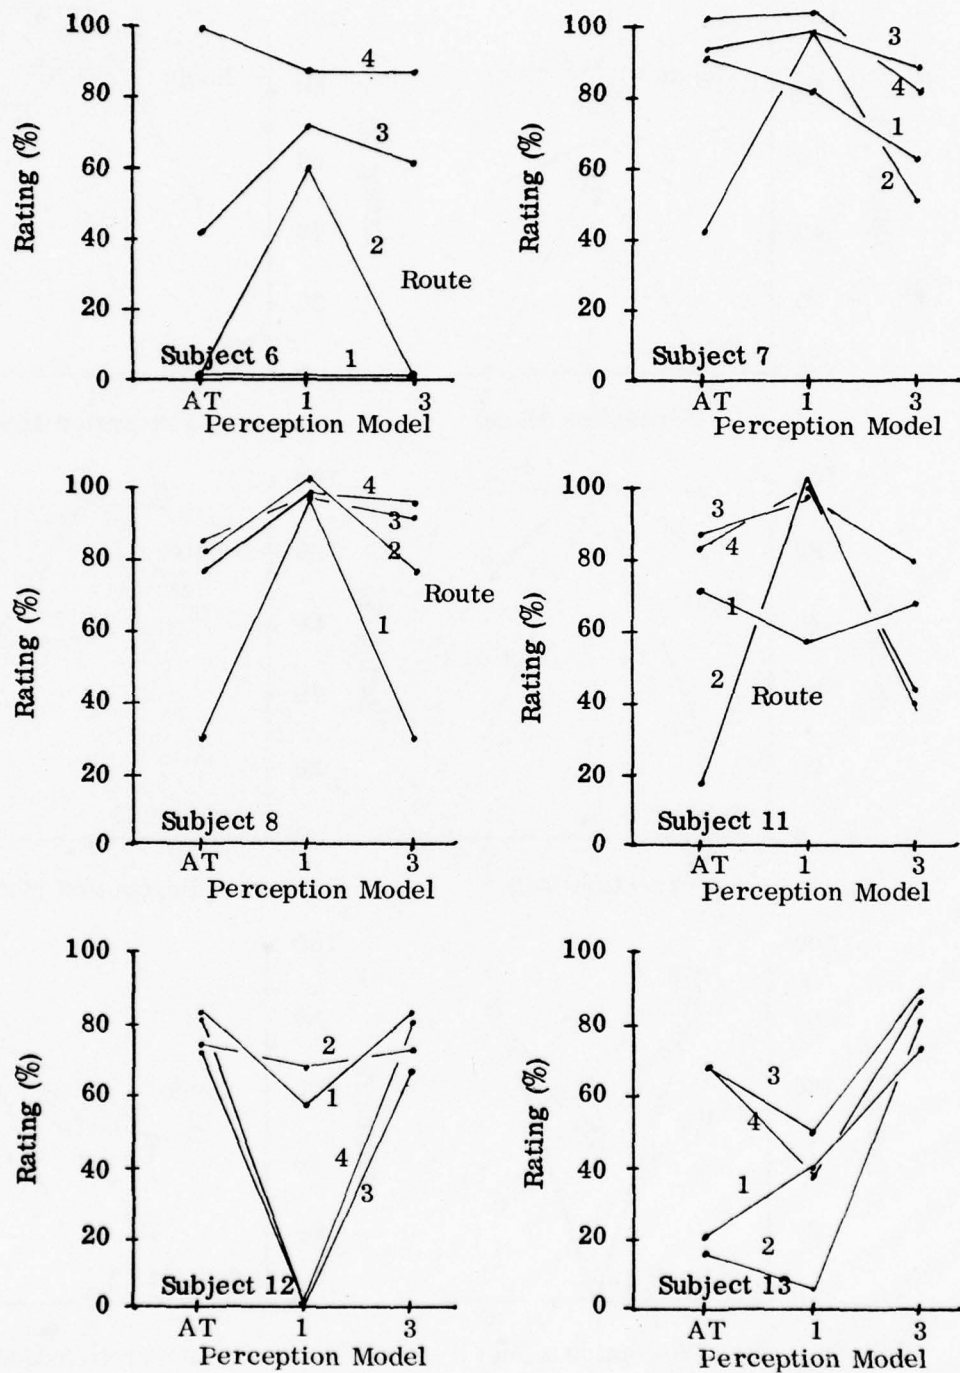 100
80
60
40
20
0
Rating (%)
4
3
2
Route
1
Subject 6
AT 1 3
Perception Model
100
80
60
40
20
0
Rating (%)
3
4
1
2
Subject 7
AT 1 3
Perception Model
100
80
60
40
20
0
Rating (%)
4
3
2
Route
1
Subject 8
AT 1 3
Perception Model
100
80
60
40
20
0
Rating (%)
3
4
1
2
Route
Subject 11
AT 1 3
Perception Model
100
80
60
40
20
0
Rating (%)
2
1
4
3
Subject 12
AT 1 3
Perception Model
100
80
60
40
20
0
Rating (%)
3
4
1
2
Subject 13
AT 1 3
Perception Model